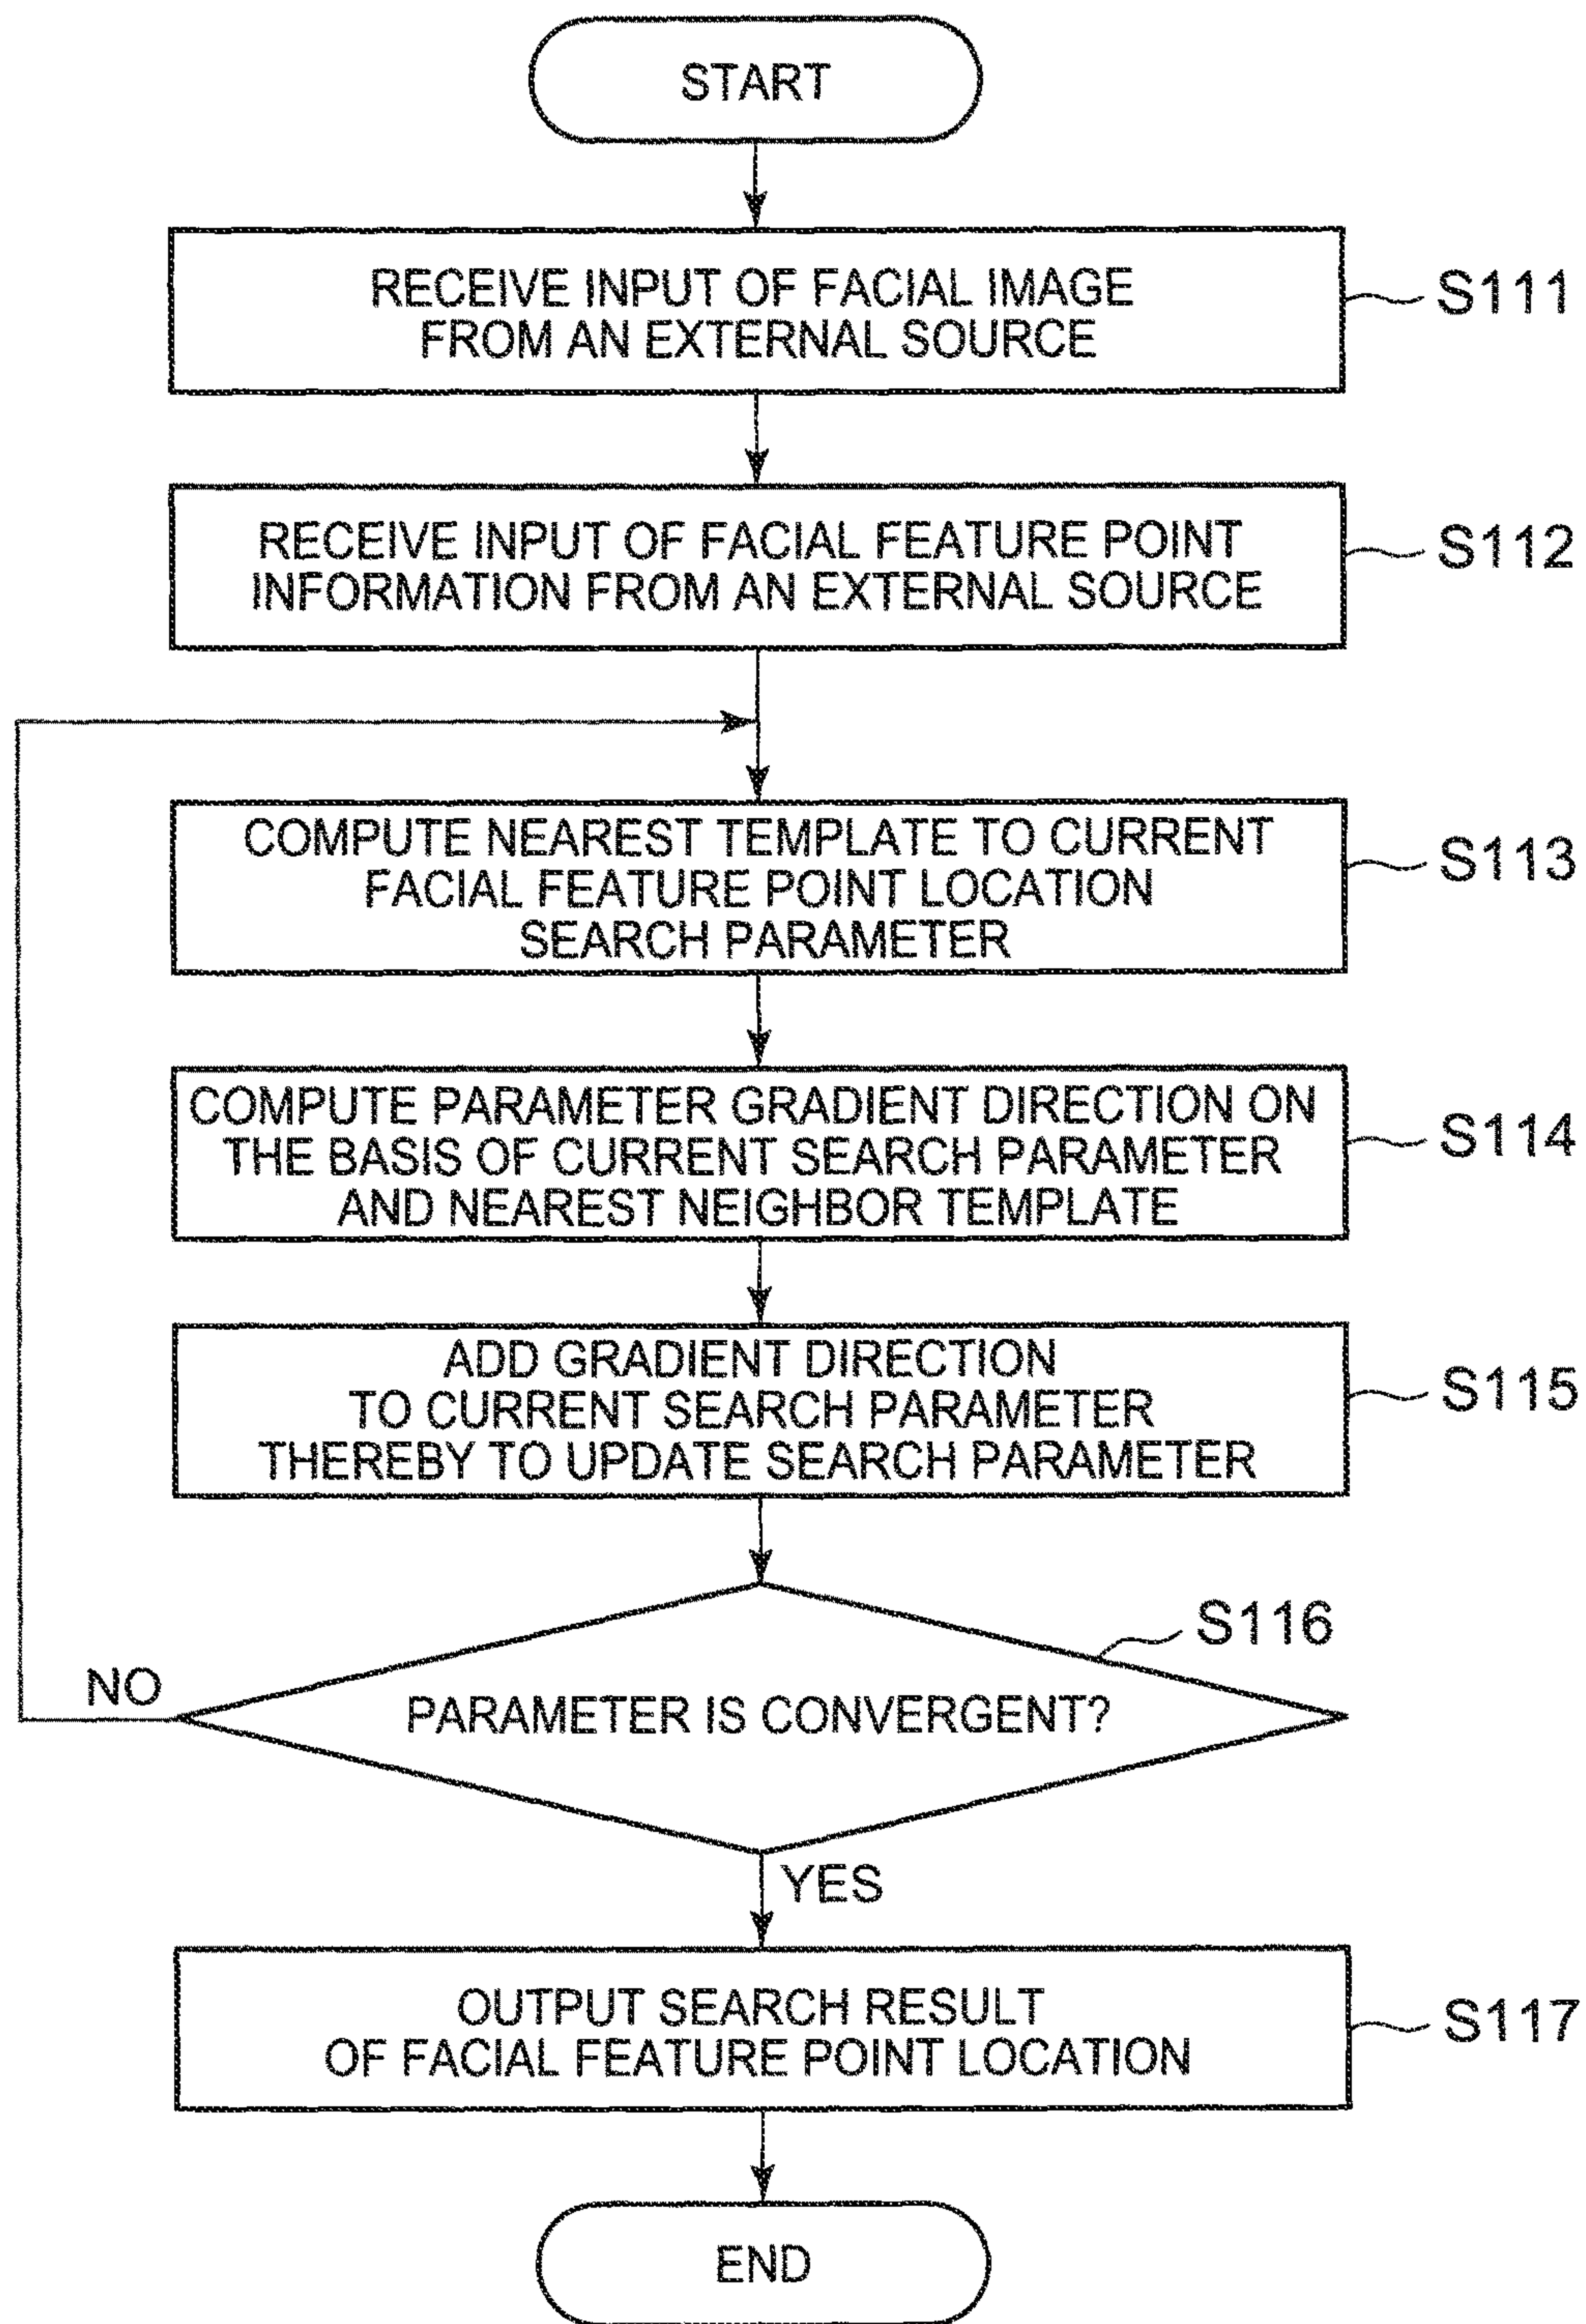 START
RECEIVE INPUT OF FACIAL IMAGE
FROM AN EXTERNAL SOURCE
S111
RECEIVE INPUT OF FACIAL FEATURE POINT
INFORMATION FROM AN EXTERNAL SOURCE
S112
COMPUTE NEAREST TEMPLATE TO CURRENT
FACIAL FEATURE POINT LOCATION
SEARCH PARAMETER
S113
COMPUTE PARAMETER GRADIENT DIRECTION ON
THE BASIS OF CURRENT SEARCH PARAMETER
AND NEAREST NEIGHBOR TEMPLATE
S114
ADD GRADIENT DIRECTION
TO CURRENT SEARCH PARAMETER
THEREBY TO UPDATE SEARCH PARAMETER
S115
S116
NO
PARAMETER IS CONVERGENT?
YES
OUTPUT SEARCH RESULT
OF FACIAL FEATURE POINT LOCATION
S117
END